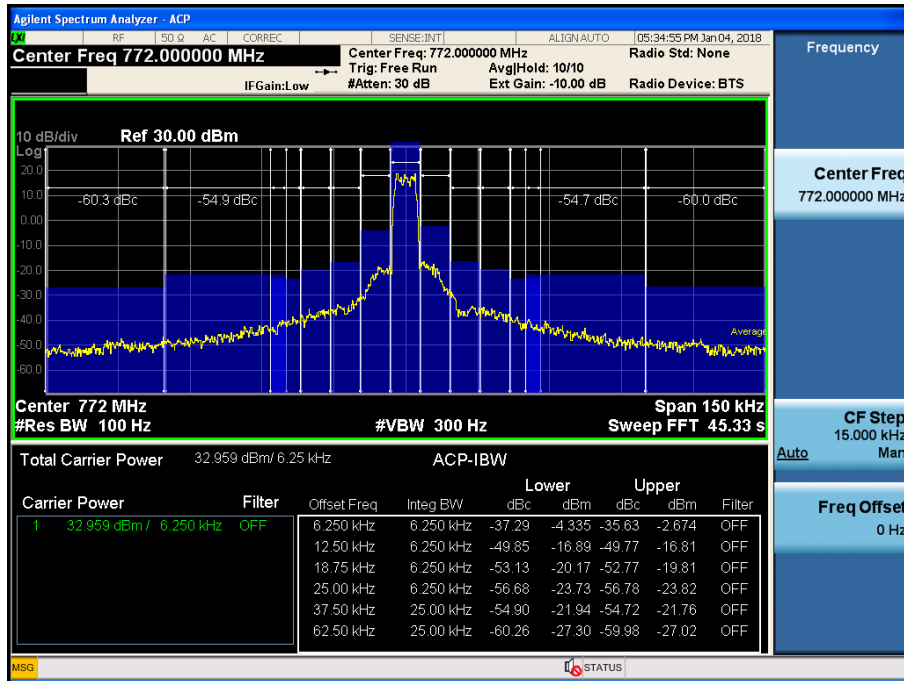 Agilent Spectrum Analyzer - ACP
LXI RF 50 Ω AC CORREC SENSE:INT ALIGN AUTO 05:34:55 PM Jan 04, 2018
Center Freq 772.000000 MHz
Center Freq: 772.000000 MHz Radio Std: None
Trig: Free Run Avg|Hold: 10/10
IFGain:Low #Atten: 30 dB Ext Gain: -10.00 dB Radio Device: BTS
10 dB/div Ref 30.00 dBm
Log
20.0
10.0
0.00
-10.0
-20.0
-30.0
-40.0
-50.0
-60.0
-60.3 dBc -54.9 dBc -54.7 dBc -60.0 dBc
Average
Center 772 MHz Span 150 kHz
#Res BW 100 Hz #VBW 300 Hz Sweep FFT 45.33 s
Total Carrier Power 32.959 dBm/ 6.25 kHz ACP-IBW
Lower Upper
Carrier Power Filter Offset Freq Integ BW dBc dBm dBc dBm Filter
1 32.959 dBm / 6.250 kHz OFF
6.250 kHz 6.250 kHz -37.29 -4.335 -35.63 -2.674 OFF
12.50 kHz 6.250 kHz -49.85 -16.89 -49.77 -16.81 OFF
18.75 kHz 6.250 kHz -53.13 -20.17 -52.77 -19.81 OFF
25.00 kHz 6.250 kHz -56.68 -23.73 -56.78 -23.82 OFF
37.50 kHz 25.00 kHz -54.90 -21.94 -54.72 -21.76 OFF
62.50 kHz 25.00 kHz -60.26 -27.30 -59.98 -27.02 OFF
MSG STATUS
Frequency
Center Freq
772.000000 MHz
CF Step
15.000 kHz
Auto Man
Freq Offset
0 Hz